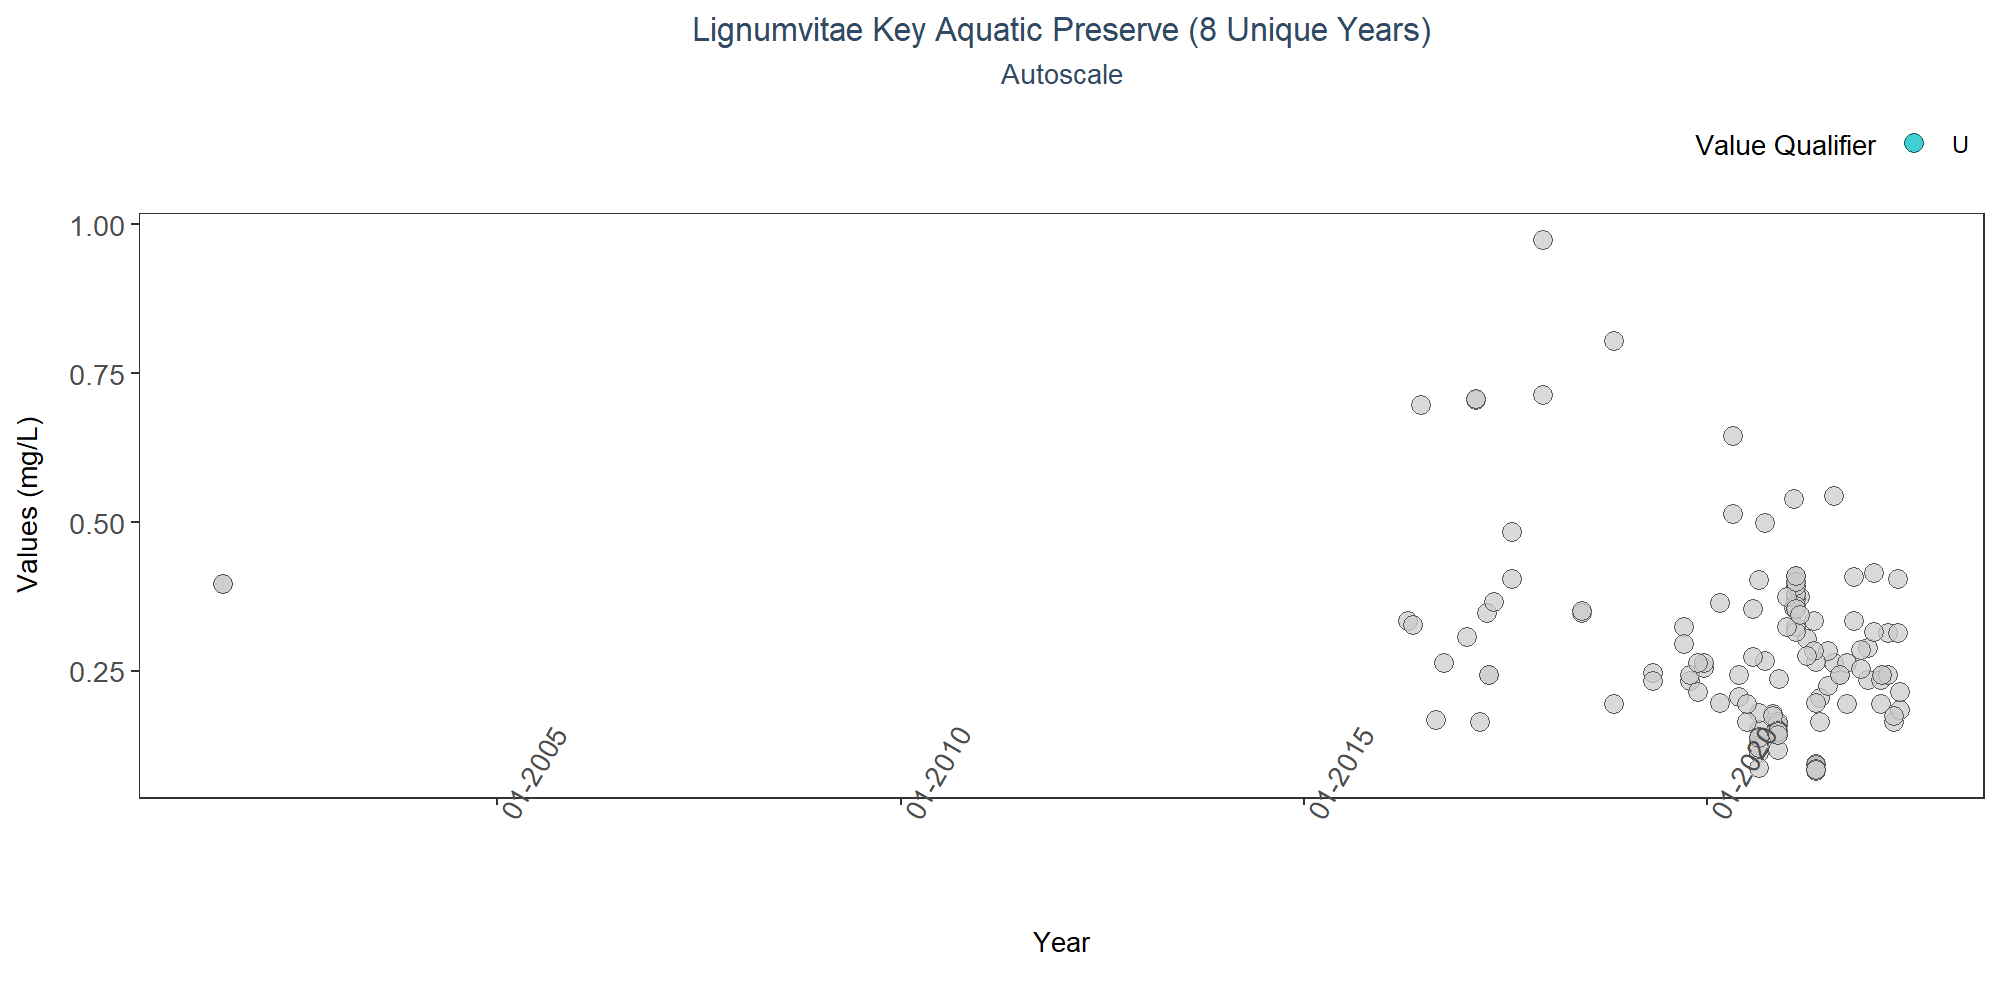 Lignumvitae Key Aquatic Preserve (8 Unique Years)
Autoscale
Value Qualifier U
1.00
0.75
0.50
0.25
Values (mg/L)
01-2005
01-2010
01-2015
01-2020
Year